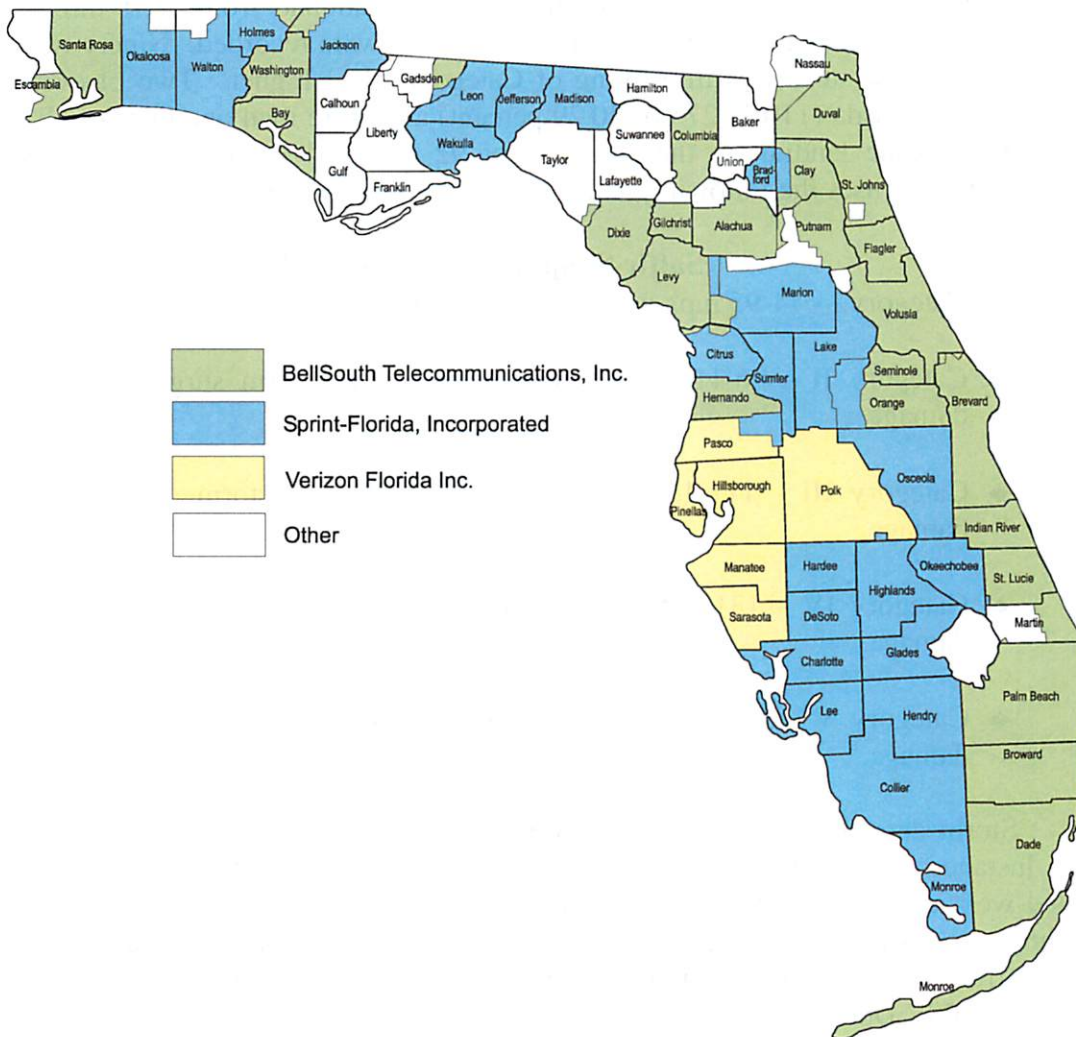 Santa Rosa
Okaloosa
Walton
Holmes
Jackson
Washington
Escambia
Bay
Calhoun
Gadsden
Liberty
Gulf
Franklin
Leon
Jefferson
Madison
Wakulla
Hamilton
Suwannee
Taylor
Lafayette
Columbia
Baker
Nassau
Duval
Union
Brad-
ford
Clay
St. Johns
Dixie
Gilchrist
Alachua
Putnam
Flagler
Levy
Marion
Volusia
Citrus
Sumter
Lake
Seminole
Hernando
Orange
Brevard
Pasco
Hillsborough
Polk
Osceola
Pinellas
Indian River
Manatee
Hardee
Highlands
Okeechobee
St. Lucie
Sarasota
DeSoto
Martin
Charlotte
Glades
Lee
Hendry
Palm Beach
Collier
Broward
Dade
Monroe
Monroe
BellSouth Telecommunications, Inc.
Sprint-Florida, Incorporated
Verizon Florida Inc.
Other